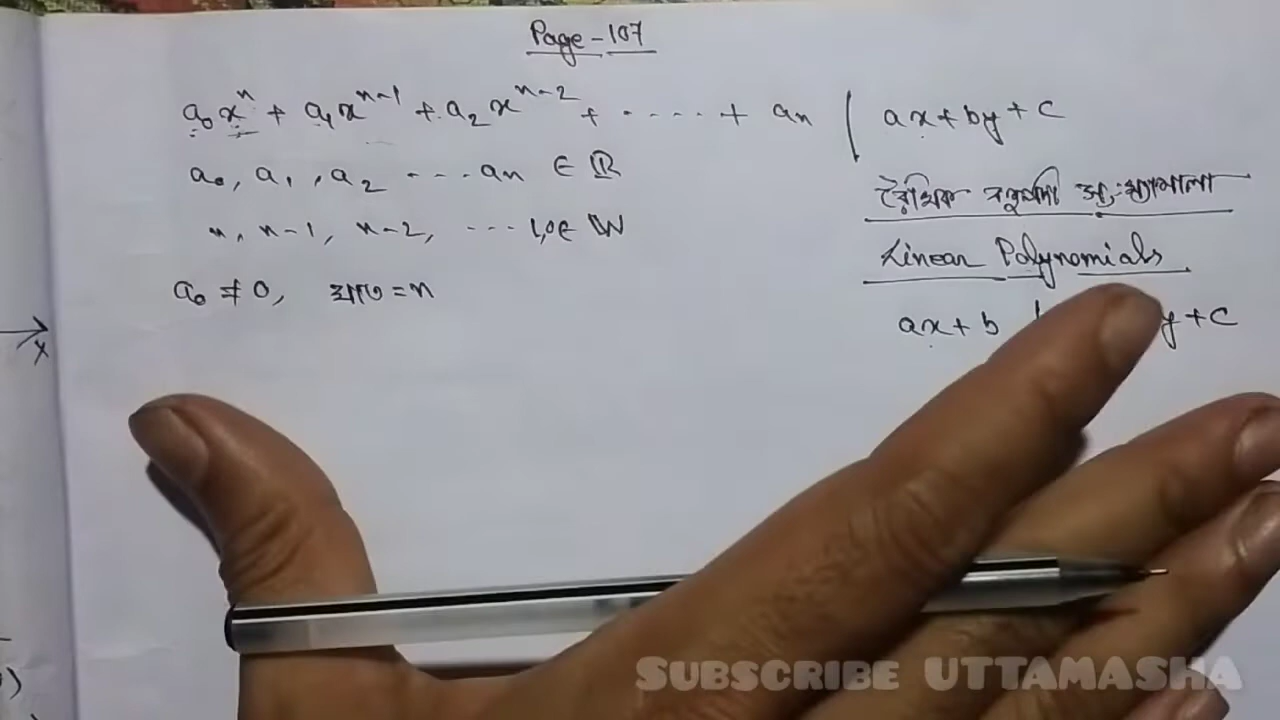 Page-107
a₀xⁿ + a₁xⁿ⁻¹ + a₂xⁿ⁻² + ..... + aₙ
a₀, a₁, a₂ ... aₙ ∈ ℝ
n, n-1, n-2, ... 1,0 ∈ W
a₀ ≠ 0, ঘাত = n
ax+by+c
রৈখিক বহুপদী সংখ্যামালা
Linear Polynomials
ax+b
y+c
x
SUBSCRIBE UTTAMASHA